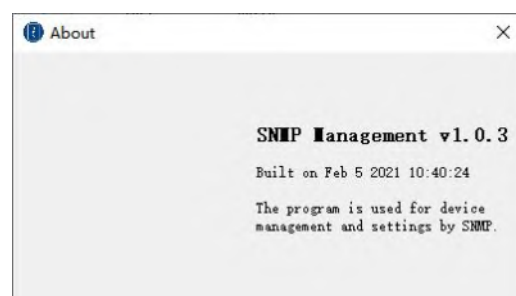 About
SNMP Management v1.0.3
Built on Feb 5 2021 10:40:24
The program is used for device
management and settings by SNMP.